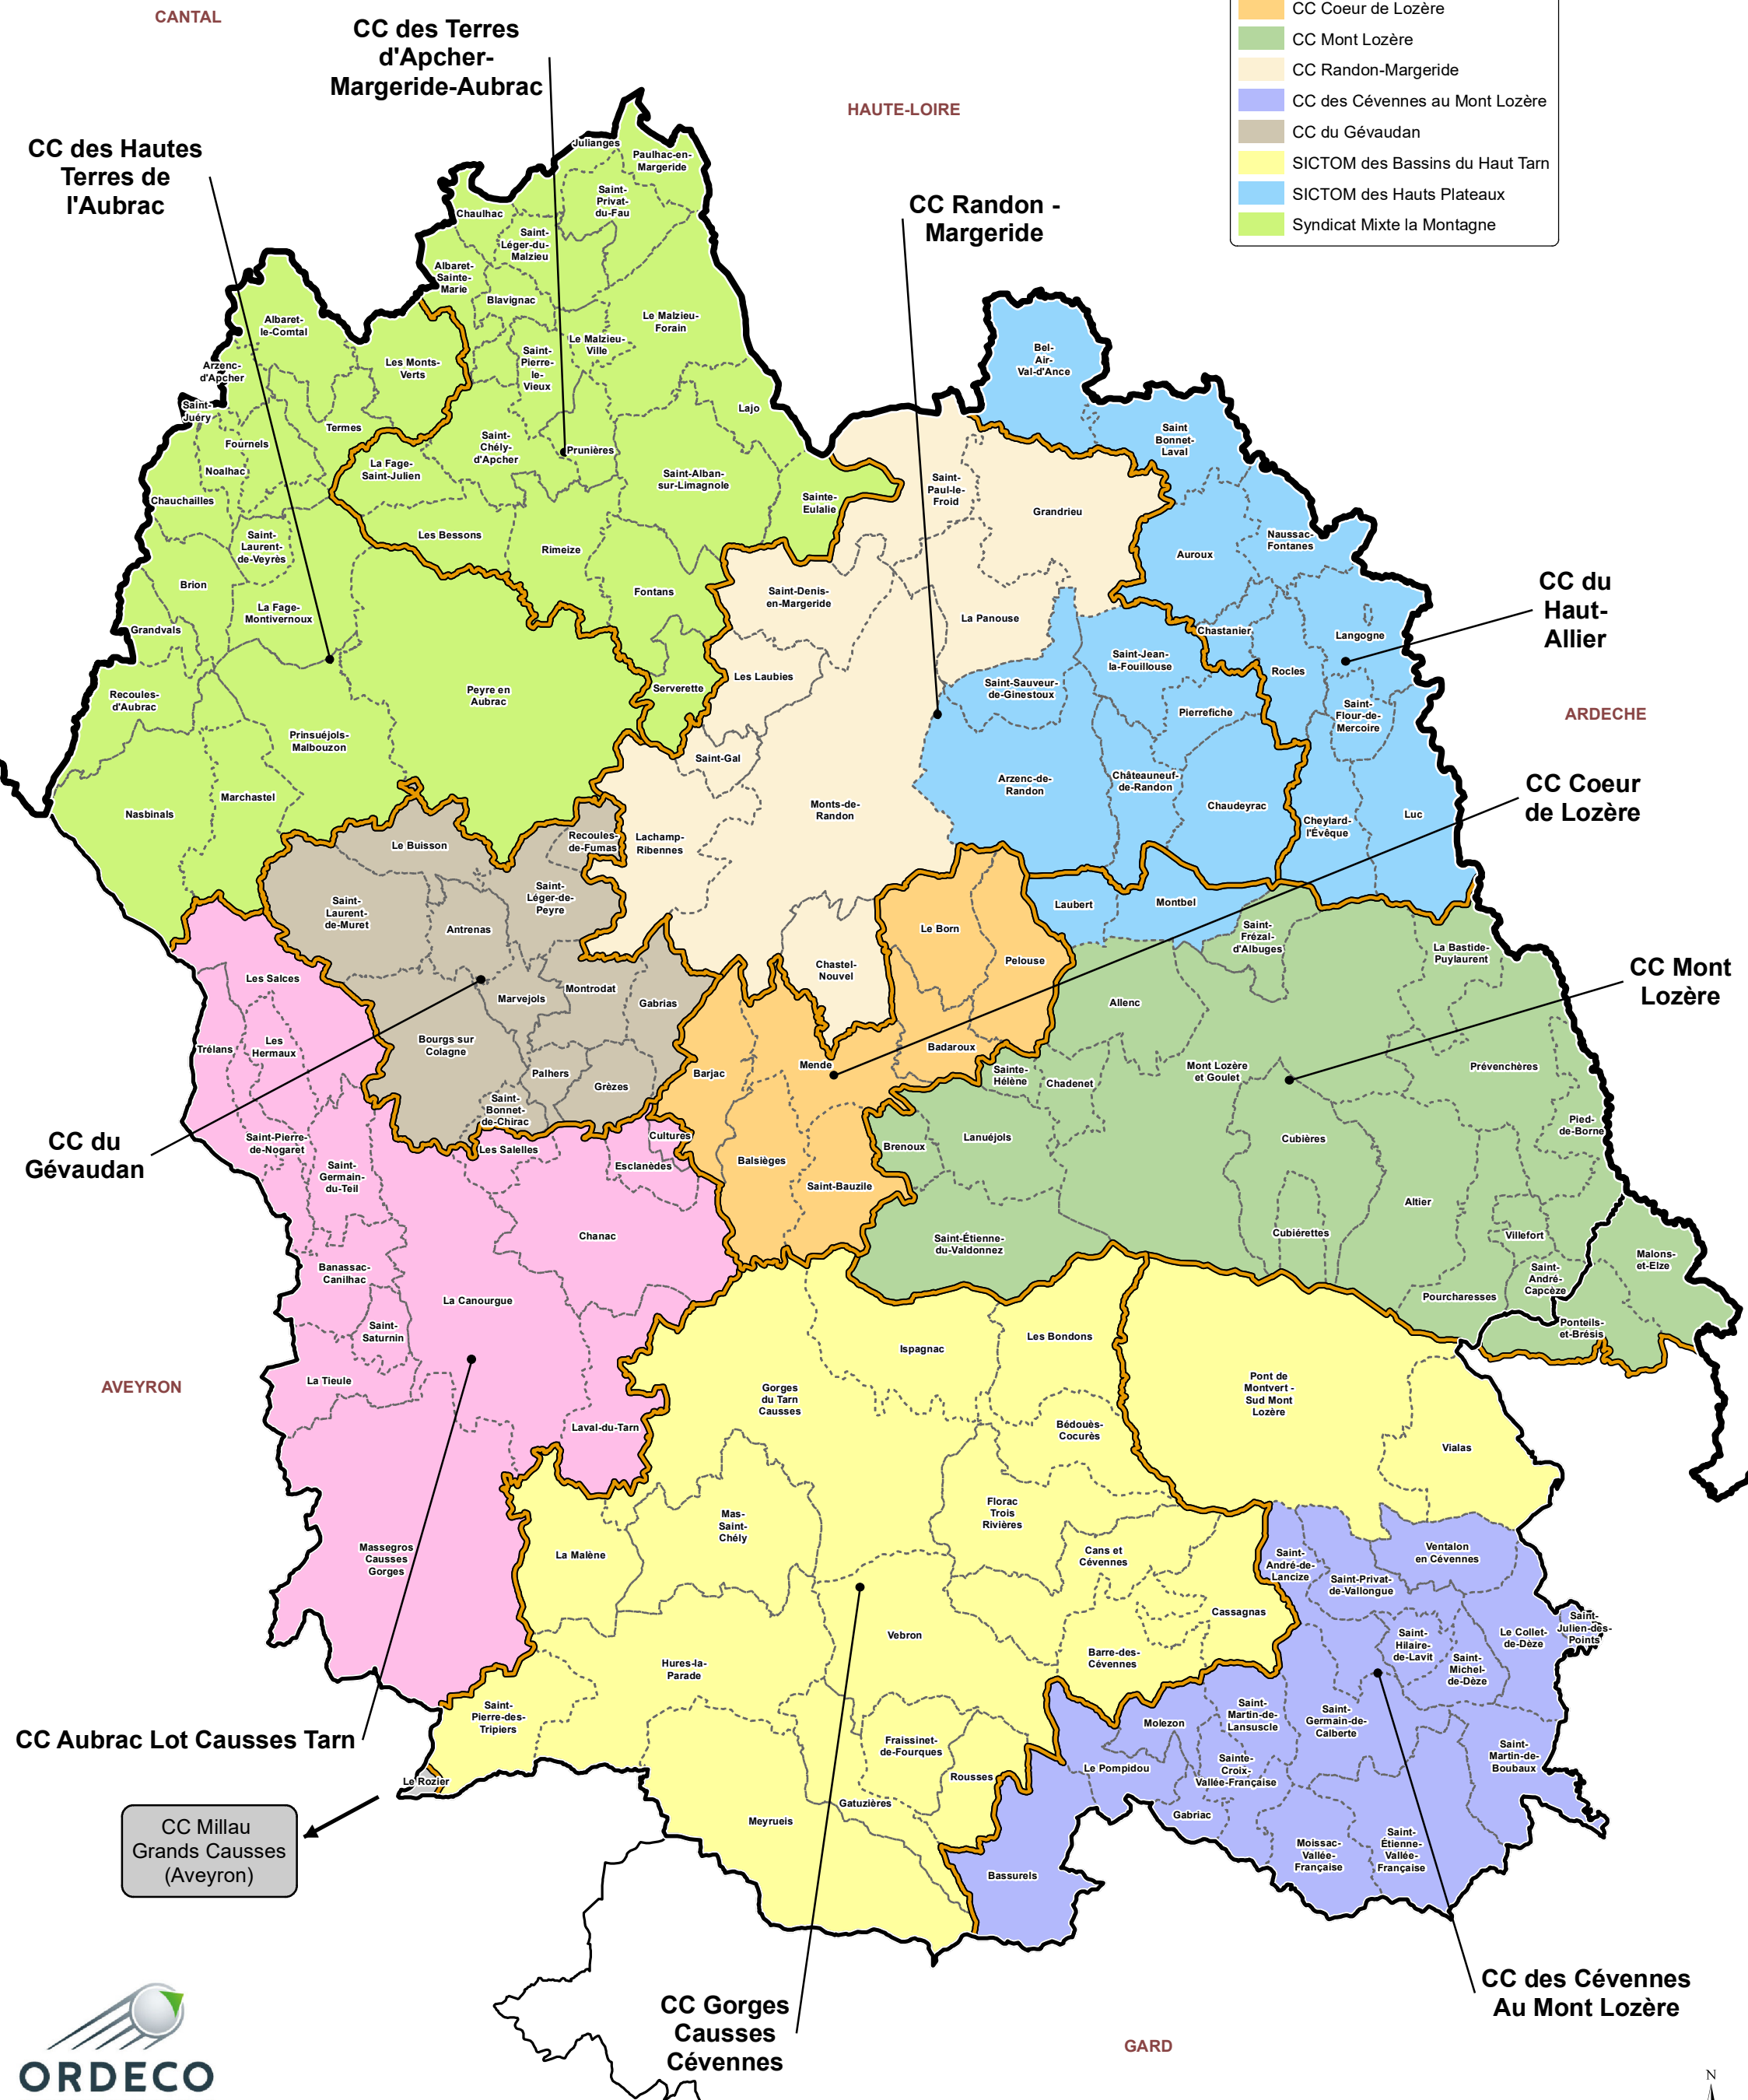 CANTAL
CC des Terres
d'Apcher-
Margeride-Aubrac
HAUTE-LOIRE
CC Coeur de Lozère
CC Mont Lozère
CC Randon-Margeride
CC des Cévennes au Mont Lozère
CC du Gévaudan
SICTOM des Bassins du Haut Tarn
SICTOM des Hauts Plateaux
Syndicat Mixte la Montagne
CC des Hautes
Terres de
l'Aubrac
CC Randon -
Margeride
Julianges
Paulhac-en-
Margeride
Saint-
Privat-
du-Fau
Chaulhac
Saint-
Léger-du-
Malzieu
Albaret-
Sainte-
Marie
Blavignac
Le Malzieu-
Forain
Le Malzieu-
Ville
Saint-
Pierre-
le-
Vieux
Albaret-
le-Comtal
Les Monts-
Verts
Arzenc-
d'Apcher
Saint-
Juéry
Termes
Fournels
Noalhac
Chauchailles
La Fage-
Saint-Julien
Saint-
Chély-
d'Apcher
Prunières
Lajo
Saint-Alban-
sur-Limagnole
Sainte-
Eulalie
Les Bessons
Rimeize
Saint-
Laurent-
de-Veyrès
Brion
La Fage-
Montivernoux
Grandvals
Fontans
Serverette
Recoules-
d'Aubrac
Peyre en
Aubrac
Prinsuéjols-
Malbouzon
Marchastel
Nasbinals
Bel-
Air-
Val-d'Ance
Saint
Bonnet-
Laval
Saint-
Paul-le-
Froid
Grandrieu
Auroux
Naussac-
Fontanes
Saint-Denis-
en-Margeride
La Panouse
Chastanier
Langogne
CC du
Haut-
Allier
Les Laubies
Saint-Jean-
la-Fouillouse
Rocles
Saint-Sauveur-
de-Ginestoux
Pierrefiche
Saint-
Flour-de-
Mercoire
ARDECHE
Saint-Gal
Arzenc-de-
Randon
Châteauneuf-
de-Randon
Chaudeyrac
Cheylard-
l'Évêque
Luc
CC Coeur
de Lozère
Monts-de-
Randon
Lachamp-
Ribennes
Le Buisson
Recoules-
de-Fumas
Saint-
Laurent-
de-Muret
Saint-
Léger-de-
Peyre
Antrenas
Laubert
Montbel
Le Born
Pelouse
Chastel-
Nouvel
Saint-
Frézal-
d'Albuges
La Bastide-
Puylaurent
CC Mont
Lozère
Les Salces
Marvejols
Montrodat
Gabrias
Allenc
Trélans
Les
Hermaux
Bourgs sur
Colagne
Palhers
Grèzes
Saint-
Bonnet-
de-Chirac
Barjac
Mende
Badaroux
Sainte-
Hélène
Chadenet
Mont Lozère
et Goulet
Prévenchères
CC du
Gévaudan
Saint-Pierre-
de-Nogaret
Saint-
Germain-
du-Teil
Les Salelles
Cultures
Esclanèdes
Balsièges
Saint-Bauzile
Brenoux
Lanuéjols
Cubières
Pied-
de-Borne
Altier
Chanac
Saint-Étienne-
du-Valdonnez
Cubiérettes
Villefort
Malons-
et-Elze
Banassac-
Canilhac
Saint-
André-
Capcèze
Pourcharesses
La Canourgue
Saint-
Saturnin
Ponteils-
et-Brésis
Ispagnac
Les Bondons
AVEYRON
La Tieule
Gorges
du Tarn
Causses
Pont de
Montvert -
Sud Mont
Lozère
Laval-du-Tarn
Bédouès-
Cocurès
Vialas
Mas-
Saint-
Chély
Florac
Trois
Rivières
Massegros
Causses
Gorges
La Malène
Cans et
Cévennes
Saint-
André-de-
Lancize
Ventalon
en Cévennes
Saint-Privat-
de-Vallongue
Cassagnas
Vebron
Saint-
Hilaire-
de-Lavit
Le Collet-
de-Dèze
Saint-
Julien-des-
Points
Saint-
Michel-
de-Dèze
Hures-la-
Parade
Barre-des-
Cévennes
Saint-
Pierre-des-
Tripiers
Molezon
Saint-
Martin-de-
Lansuscle
Saint-
Germain-de-
Calberte
CC Aubrac Lot Causses Tarn
Fraissinet-
de-Fourques
Le Pompidou
Sainte-
Croix-
Vallée-Française
Saint-
Martin-de-
Boubaux
Le Rozier
Rousses
Gatuzières
Meyrueis
Gabriac
CC Millau
Grands Causses
(Aveyron)
Moissac-
Vallée-
Française
Saint-
Étienne-
Vallée-
Française
Bassurels
CC Gorges
Causses
Cévennes
CC des Cévennes
Au Mont Lozère
GARD
ORDECO
N